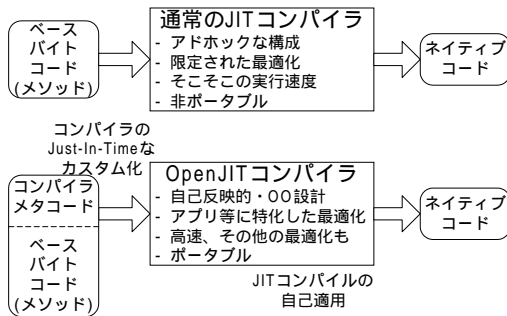 ベース
バイト
コード
(メソッド)
通常のJITコンパイラ
- アドホックな構成
- 限定された最適化
- そこそこの実行速度
- 非ポータブル
ネイティブ
コード
コンパイラの
Just-In-Timeな
カスタム化
コンパイラ
メタコード
ベース
バイト
コード
(メソッド)
OpenJITコンパイラ
- 自己反映的・OO設計
- アプリ等に特化した最適化
- 高速、その他の最適化も
- ポータブル
ネイティブ
コード
JITコンパイルの
自己適用